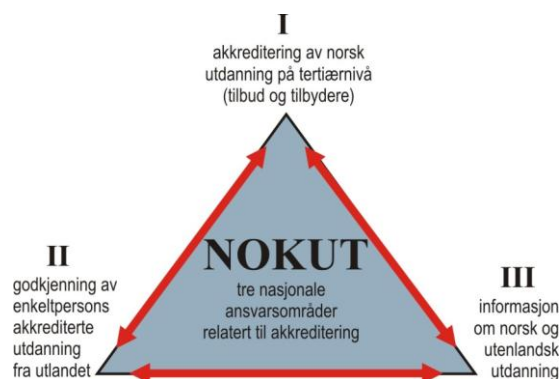 I
akkreditering av norsk
utdanning på tertiærnivå
(tilbud og tilbydere)
NOKUT
tre nasjonale
ansvarsområder
relatert til akkreditering
II
godkjenning av
enkeltpersons
akkrediterte
utdanning
fra utlandet
III
informasjon
om norsk og
utenlandsk
utdanning